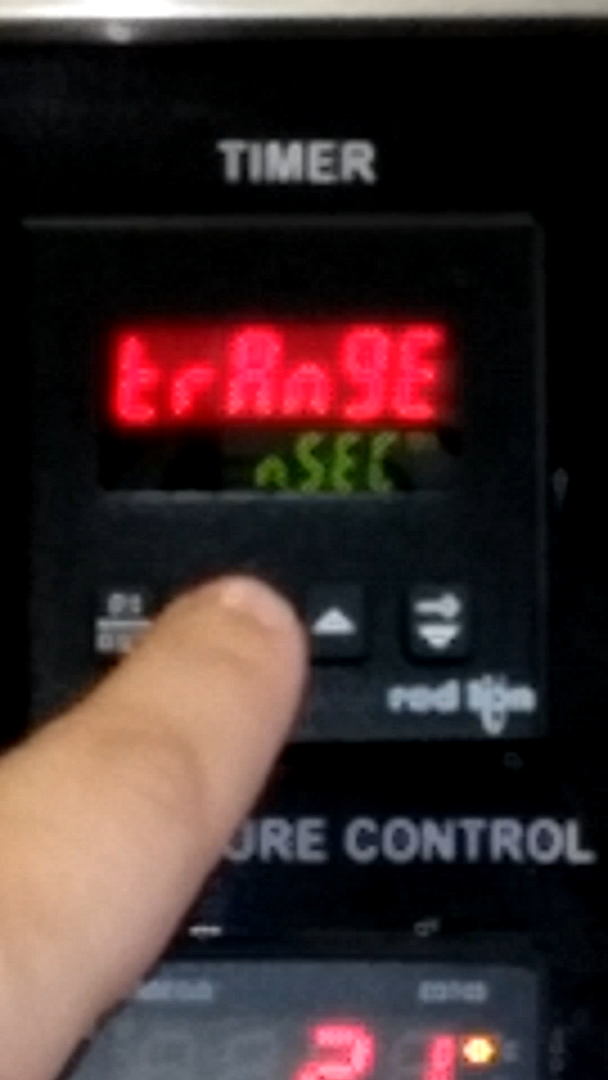 TIMER
trAngE
nSEC
red lion
URE CONTROL
21